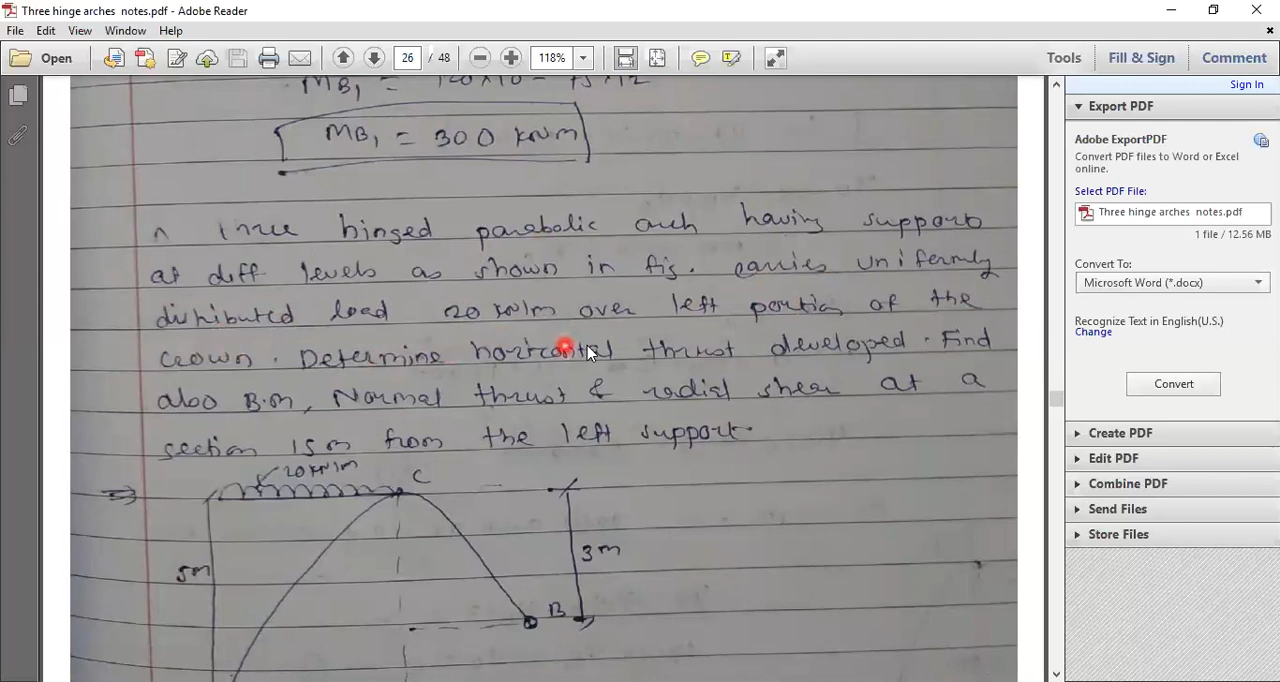 Three hinge arches notes.pdf - Adobe Reader
File Edit View Window Help
Open 26 / 48 118% Tools Fill & Sign Comment
Sign In
Export PDF
Adobe ExportPDF
Convert PDF files to Word or Excel
online.
Select PDF File:
Three hinge arches notes.pdf
1 file / 12.56 MB
Convert To:
Microsoft Word (*.docx)
Recognize Text in English(U.S.)
Change
Convert
Create PDF
Edit PDF
Combine PDF
Send Files
Store Files
MB1 = 120x10 - 75x12
MB1 = 300 kNm
A three hinged parabolic arch having support
at diff levels as shown in fig. carries uniformly
distributed load 20 kN/m over left portion of the
crown. Determine horizontal thrust developed. Find
also B.M, Normal thrust & radial shear at a
section 15m from the left support.
20 kN/m
C
5m
3m
B